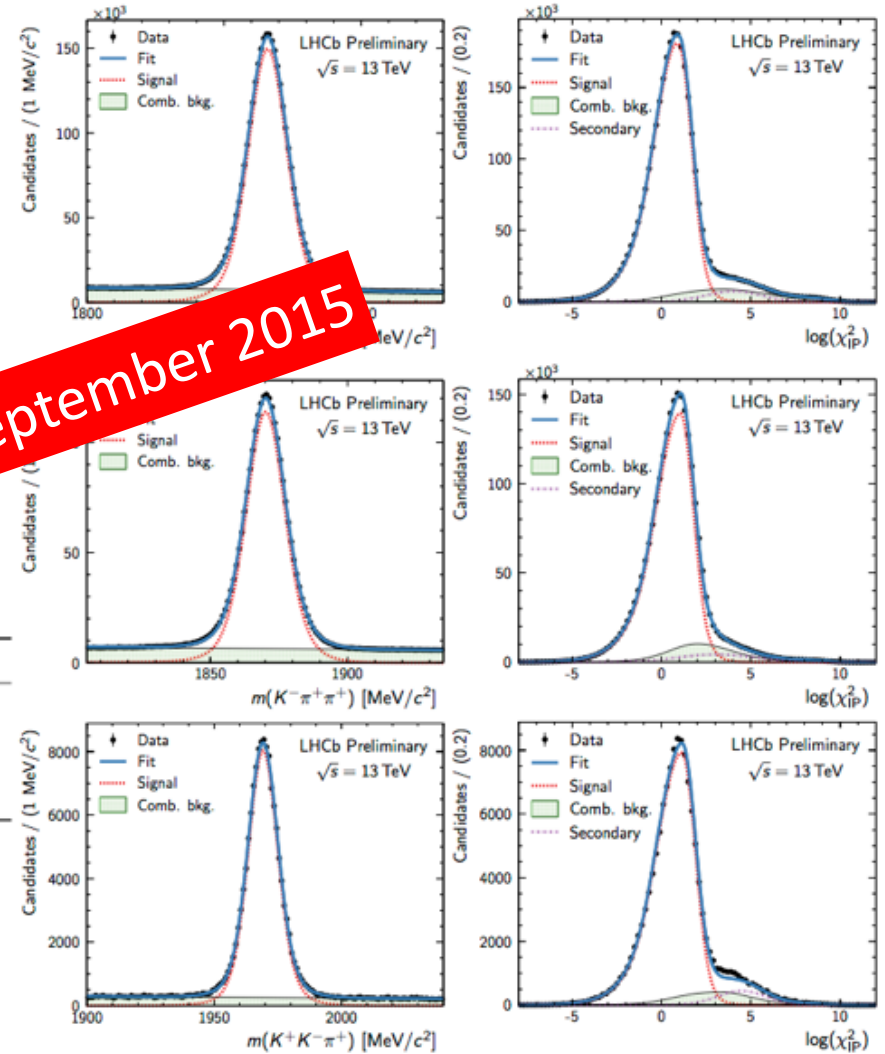 ×10³
Candidates / (1 MeV/c²)
150
100
50
0
1800
Data
Fit
Signal
Comb. bkg.
LHCb Preliminary
√s = 13 TeV
MeV/c²]
×10³
Candidates / (0.2)
150
100
50
0
-5
0
5
10
Data
Fit
Signal
Comb. bkg.
Secondary
LHCb Preliminary
√s = 13 TeV
log(χ²IP)
eptember 2015
Candidates / (1
50
0
1850
1900
Signal
Comb. bkg.
LHCb Preliminary
√s = 13 TeV
m(K⁻π⁺π⁺) [MeV/c²]
×10³
Candidates / (0.2)
150
100
50
0
-5
0
5
10
Data
Fit
Signal
Comb. bkg.
Secondary
LHCb Preliminary
√s = 13 TeV
log(χ²IP)
Candidates / (1 MeV/c²)
8000
6000
4000
2000
0
1900
1950
2000
Data
Fit
Signal
Comb. bkg.
LHCb Preliminary
√s = 13 TeV
m(K⁺K⁻π⁺) [MeV/c²]
Candidates / (0.2)
8000
6000
4000
2000
0
-5
0
5
10
Data
Fit
Signal
Comb. bkg.
Secondary
LHCb Preliminary
√s = 13 TeV
log(χ²IP)